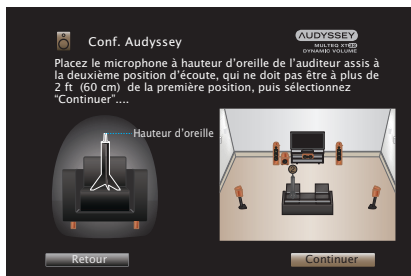 Conf. Audyssey
AUDYSSEY
MULTEQ XT32
DYNAMIC VOLUME
Placez le microphone à hauteur d'oreille de l'auditeur assis à
la deuxième position d'écoute, qui ne doit pas être à plus de
2 ft (60 cm) de la première position, puis sélectionnez
"Continuer"....
Hauteur d'oreille
Retour
Continuer